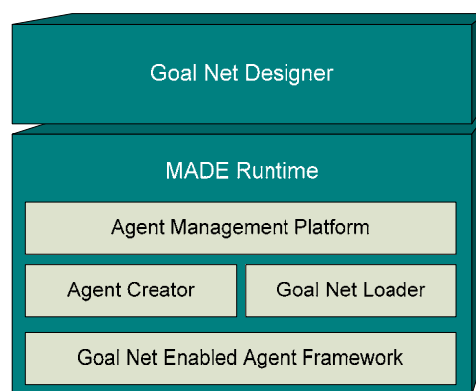 Goal Net Designer
MADE Runtime
Agent Management Platform
Agent Creator
Goal Net Loader
Goal Net Enabled Agent Framework